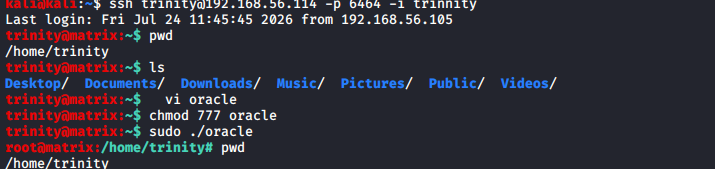 kali@kali:~$ ssh trinity@192.168.56.114 -p 6464 -i trinnity
Last login: Fri Jul 24 11:45:45 2026 from 192.168.56.105
trinity@matrix:~$ pwd
/home/trinity
trinity@matrix:~$ ls
Desktop/  Documents/  Downloads/  Music/  Pictures/  Public/  Videos/
trinity@matrix:~$   vi oracle
trinity@matrix:~$ chmod 777 oracle
trinity@matrix:~$ sudo ./oracle
root@matrix:/home/trinity# pwd
/home/trinity